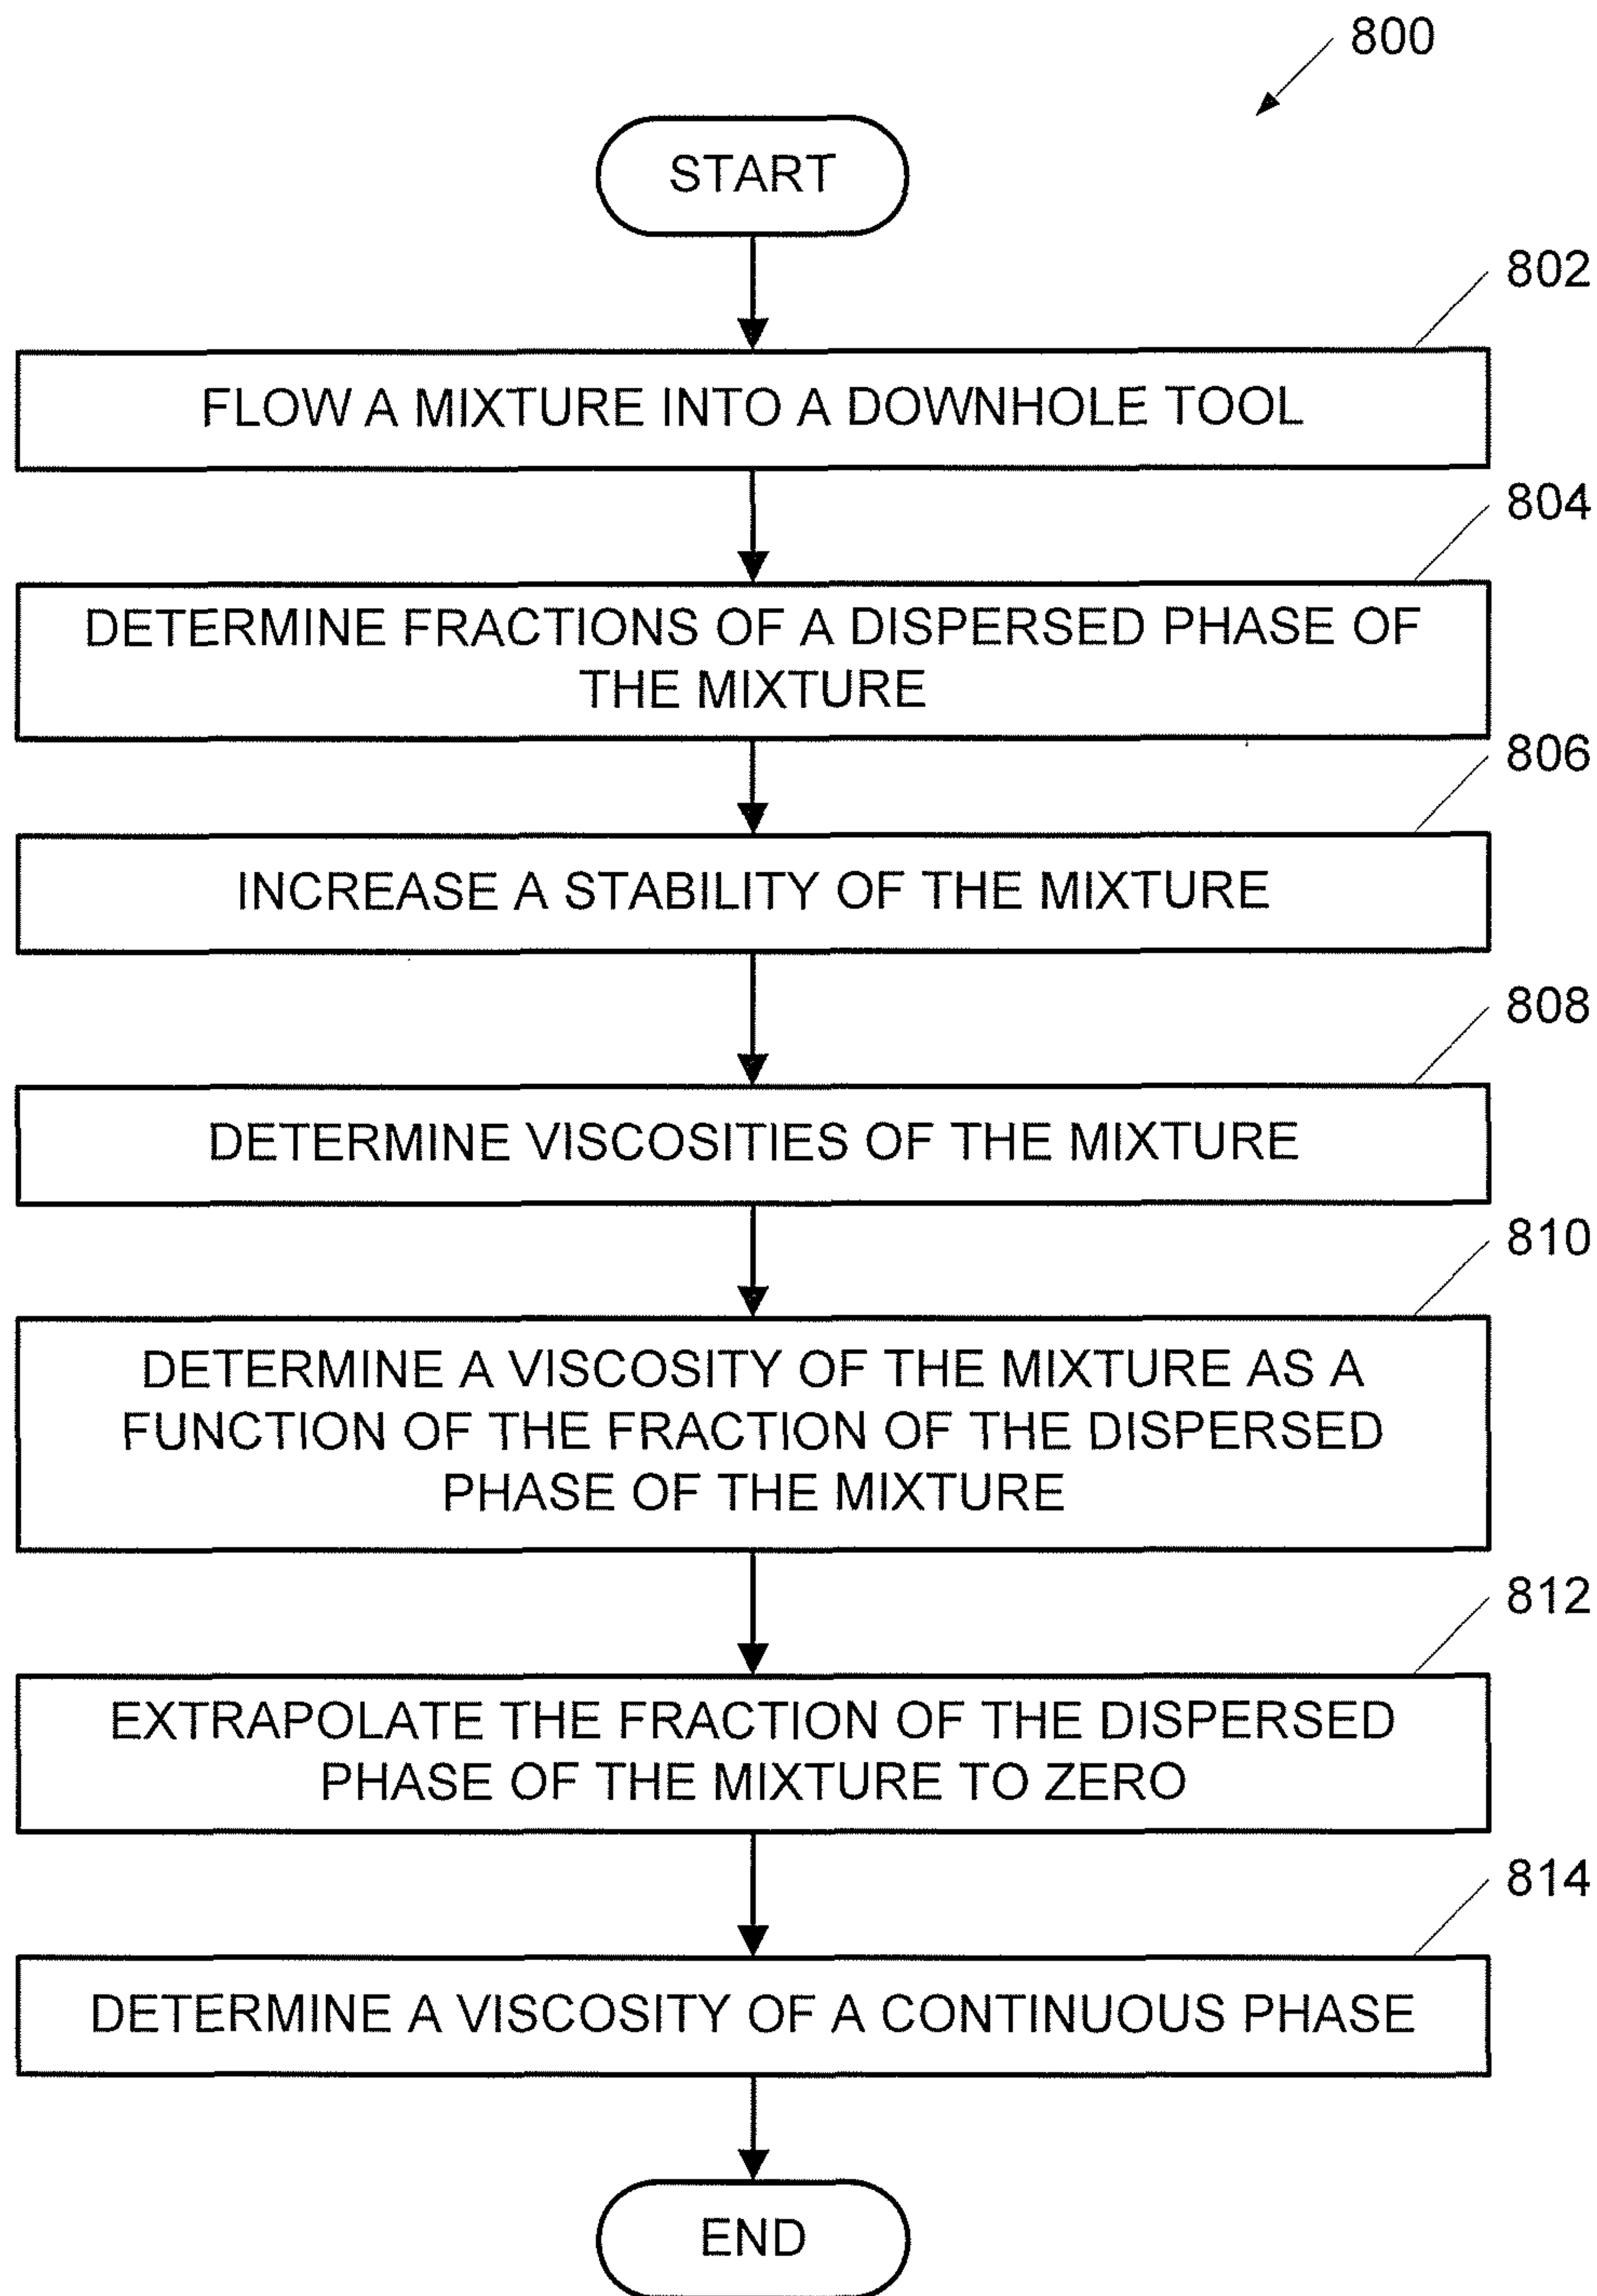 800
START
802
FLOW A MIXTURE INTO A DOWNHOLE TOOL
804
DETERMINE FRACTIONS OF A DISPERSED PHASE OF
THE MIXTURE
806
INCREASE A STABILITY OF THE MIXTURE
808
DETERMINE VISCOSITIES OF THE MIXTURE
810
DETERMINE A VISCOSITY OF THE MIXTURE AS A
FUNCTION OF THE FRACTION OF THE DISPERSED
PHASE OF THE MIXTURE
812
EXTRAPOLATE THE FRACTION OF THE DISPERSED
PHASE OF THE MIXTURE TO ZERO
814
DETERMINE A VISCOSITY OF A CONTINUOUS PHASE
END